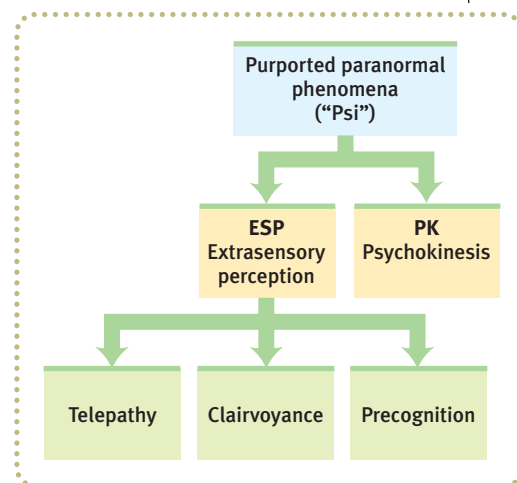 Purported paranormal
phenomena
(“Psi”)
ESP
Extrasensory
perception
PK
Psychokinesis
Telepathy
Clairvoyance
Precognition